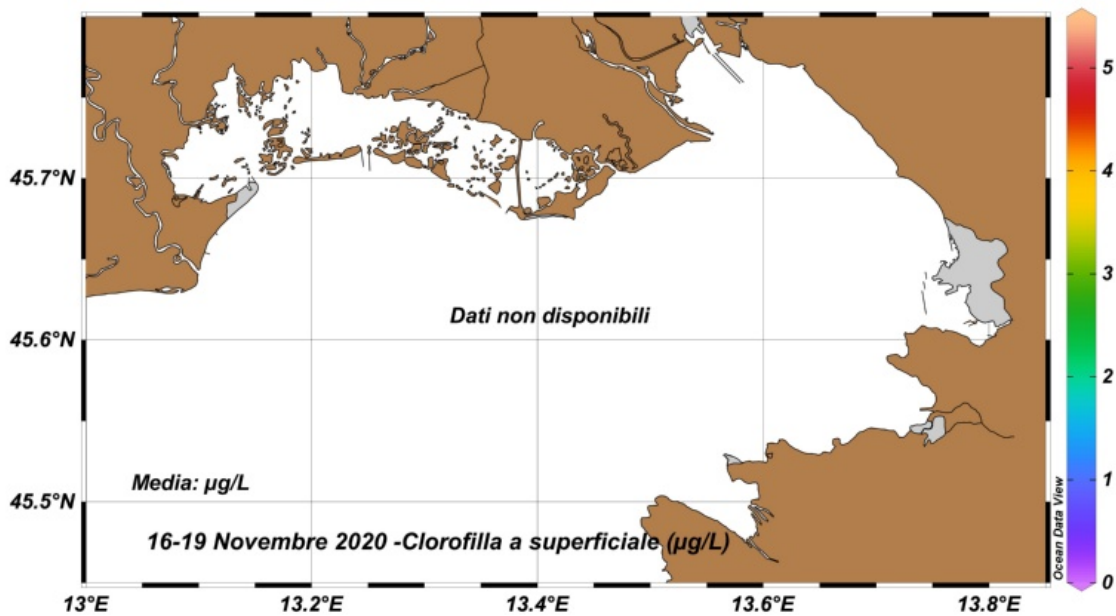 5
4
45.7°N
3
Dati non disponibili
45.6°N
2
Media: µg/L
1
45.5°N
16-19 Novembre 2020 -Clorofilla a superficiale (µg/L)
Ocean Data View
0
13°E 13.2°E 13.4°E 13.6°E 13.8°E